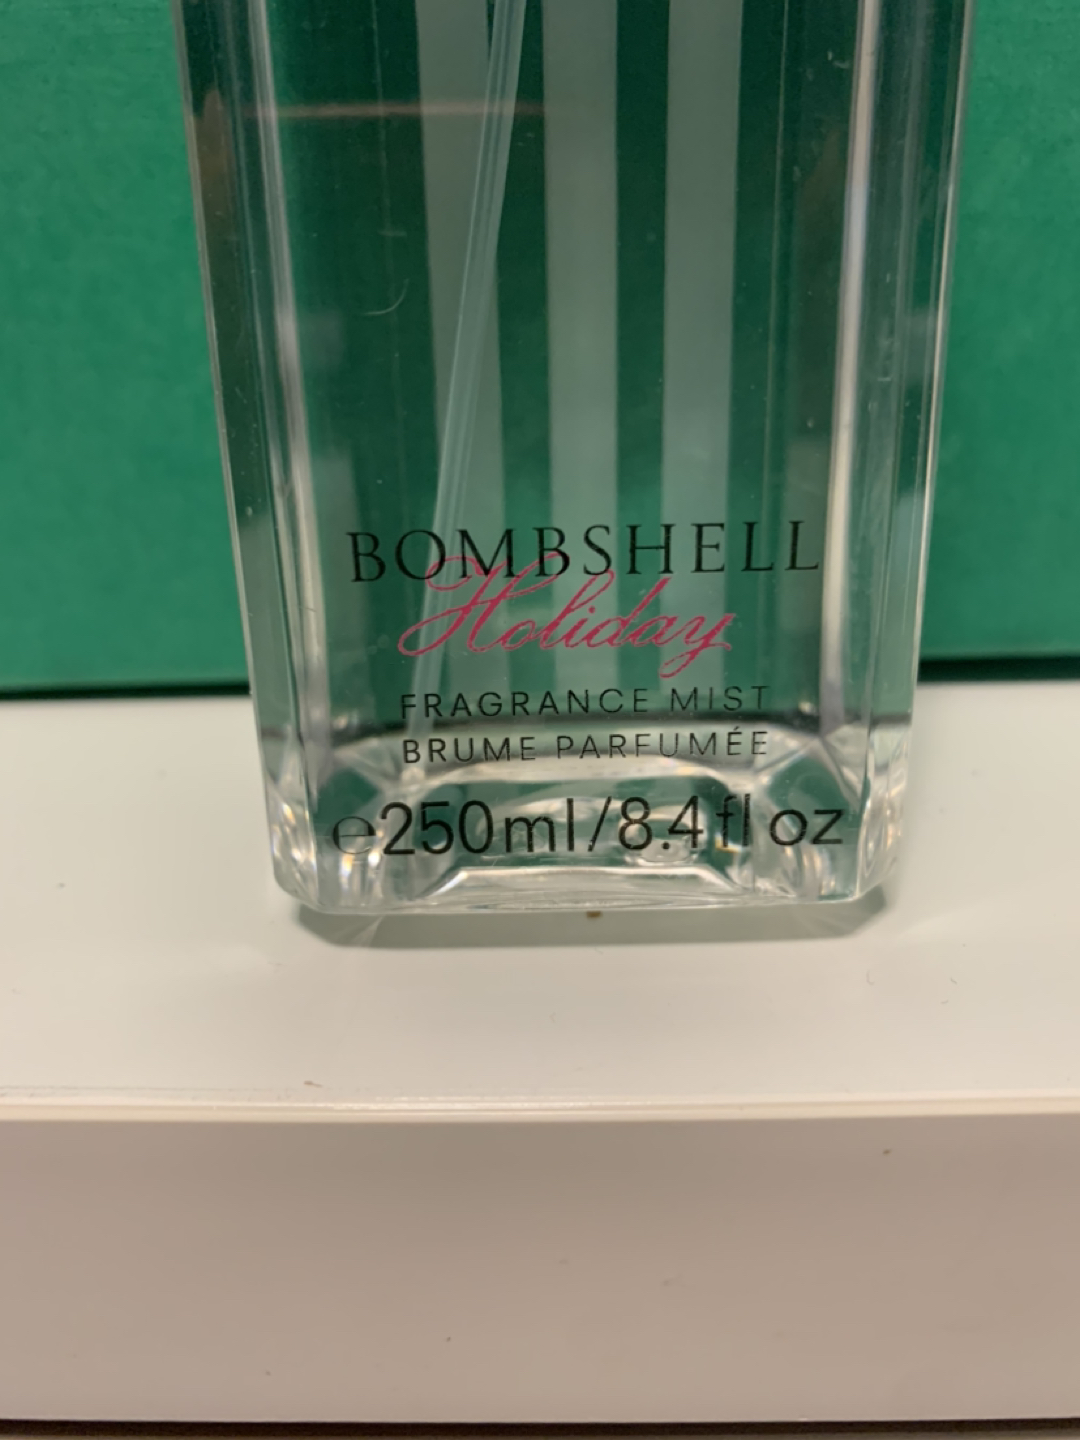 BOMBSHELL
Holiday
FRAGRANCE MIST
BRUME PARFUMÉE
℮250ml/8.4 fl oz